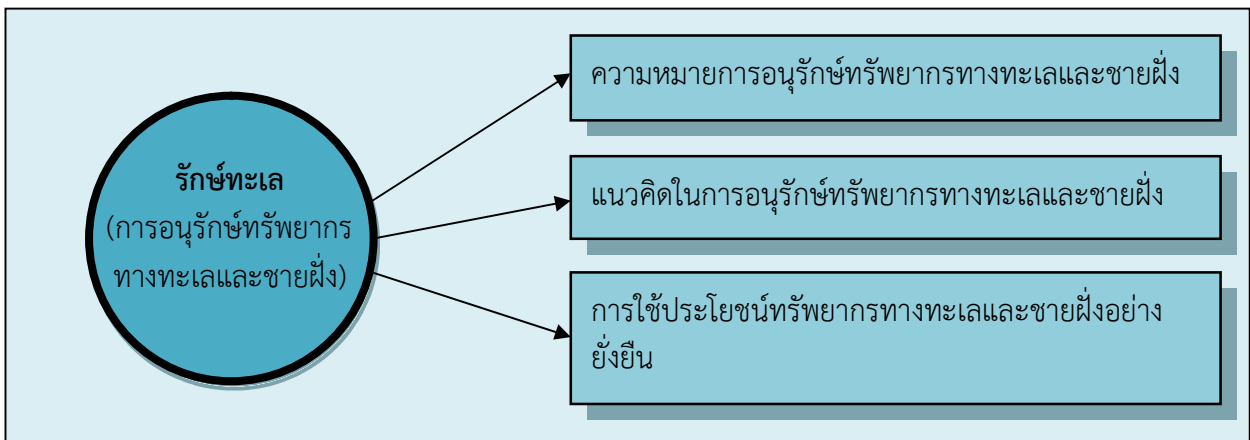 รักษ์ทะเล
(การอนุรักษ์ทรัพยากร
ทางทะเลและชายฝั่ง)
ความหมายการอนุรักษ์ทรัพยากรทางทะเลและชายฝั่ง
แนวคิดในการอนุรักษ์ทรัพยากรทางทะเลและชายฝั่ง
การใช้ประโยชน์ทรัพยากรทางทะเลและชายฝั่งอย่าง
ยั่งยืน